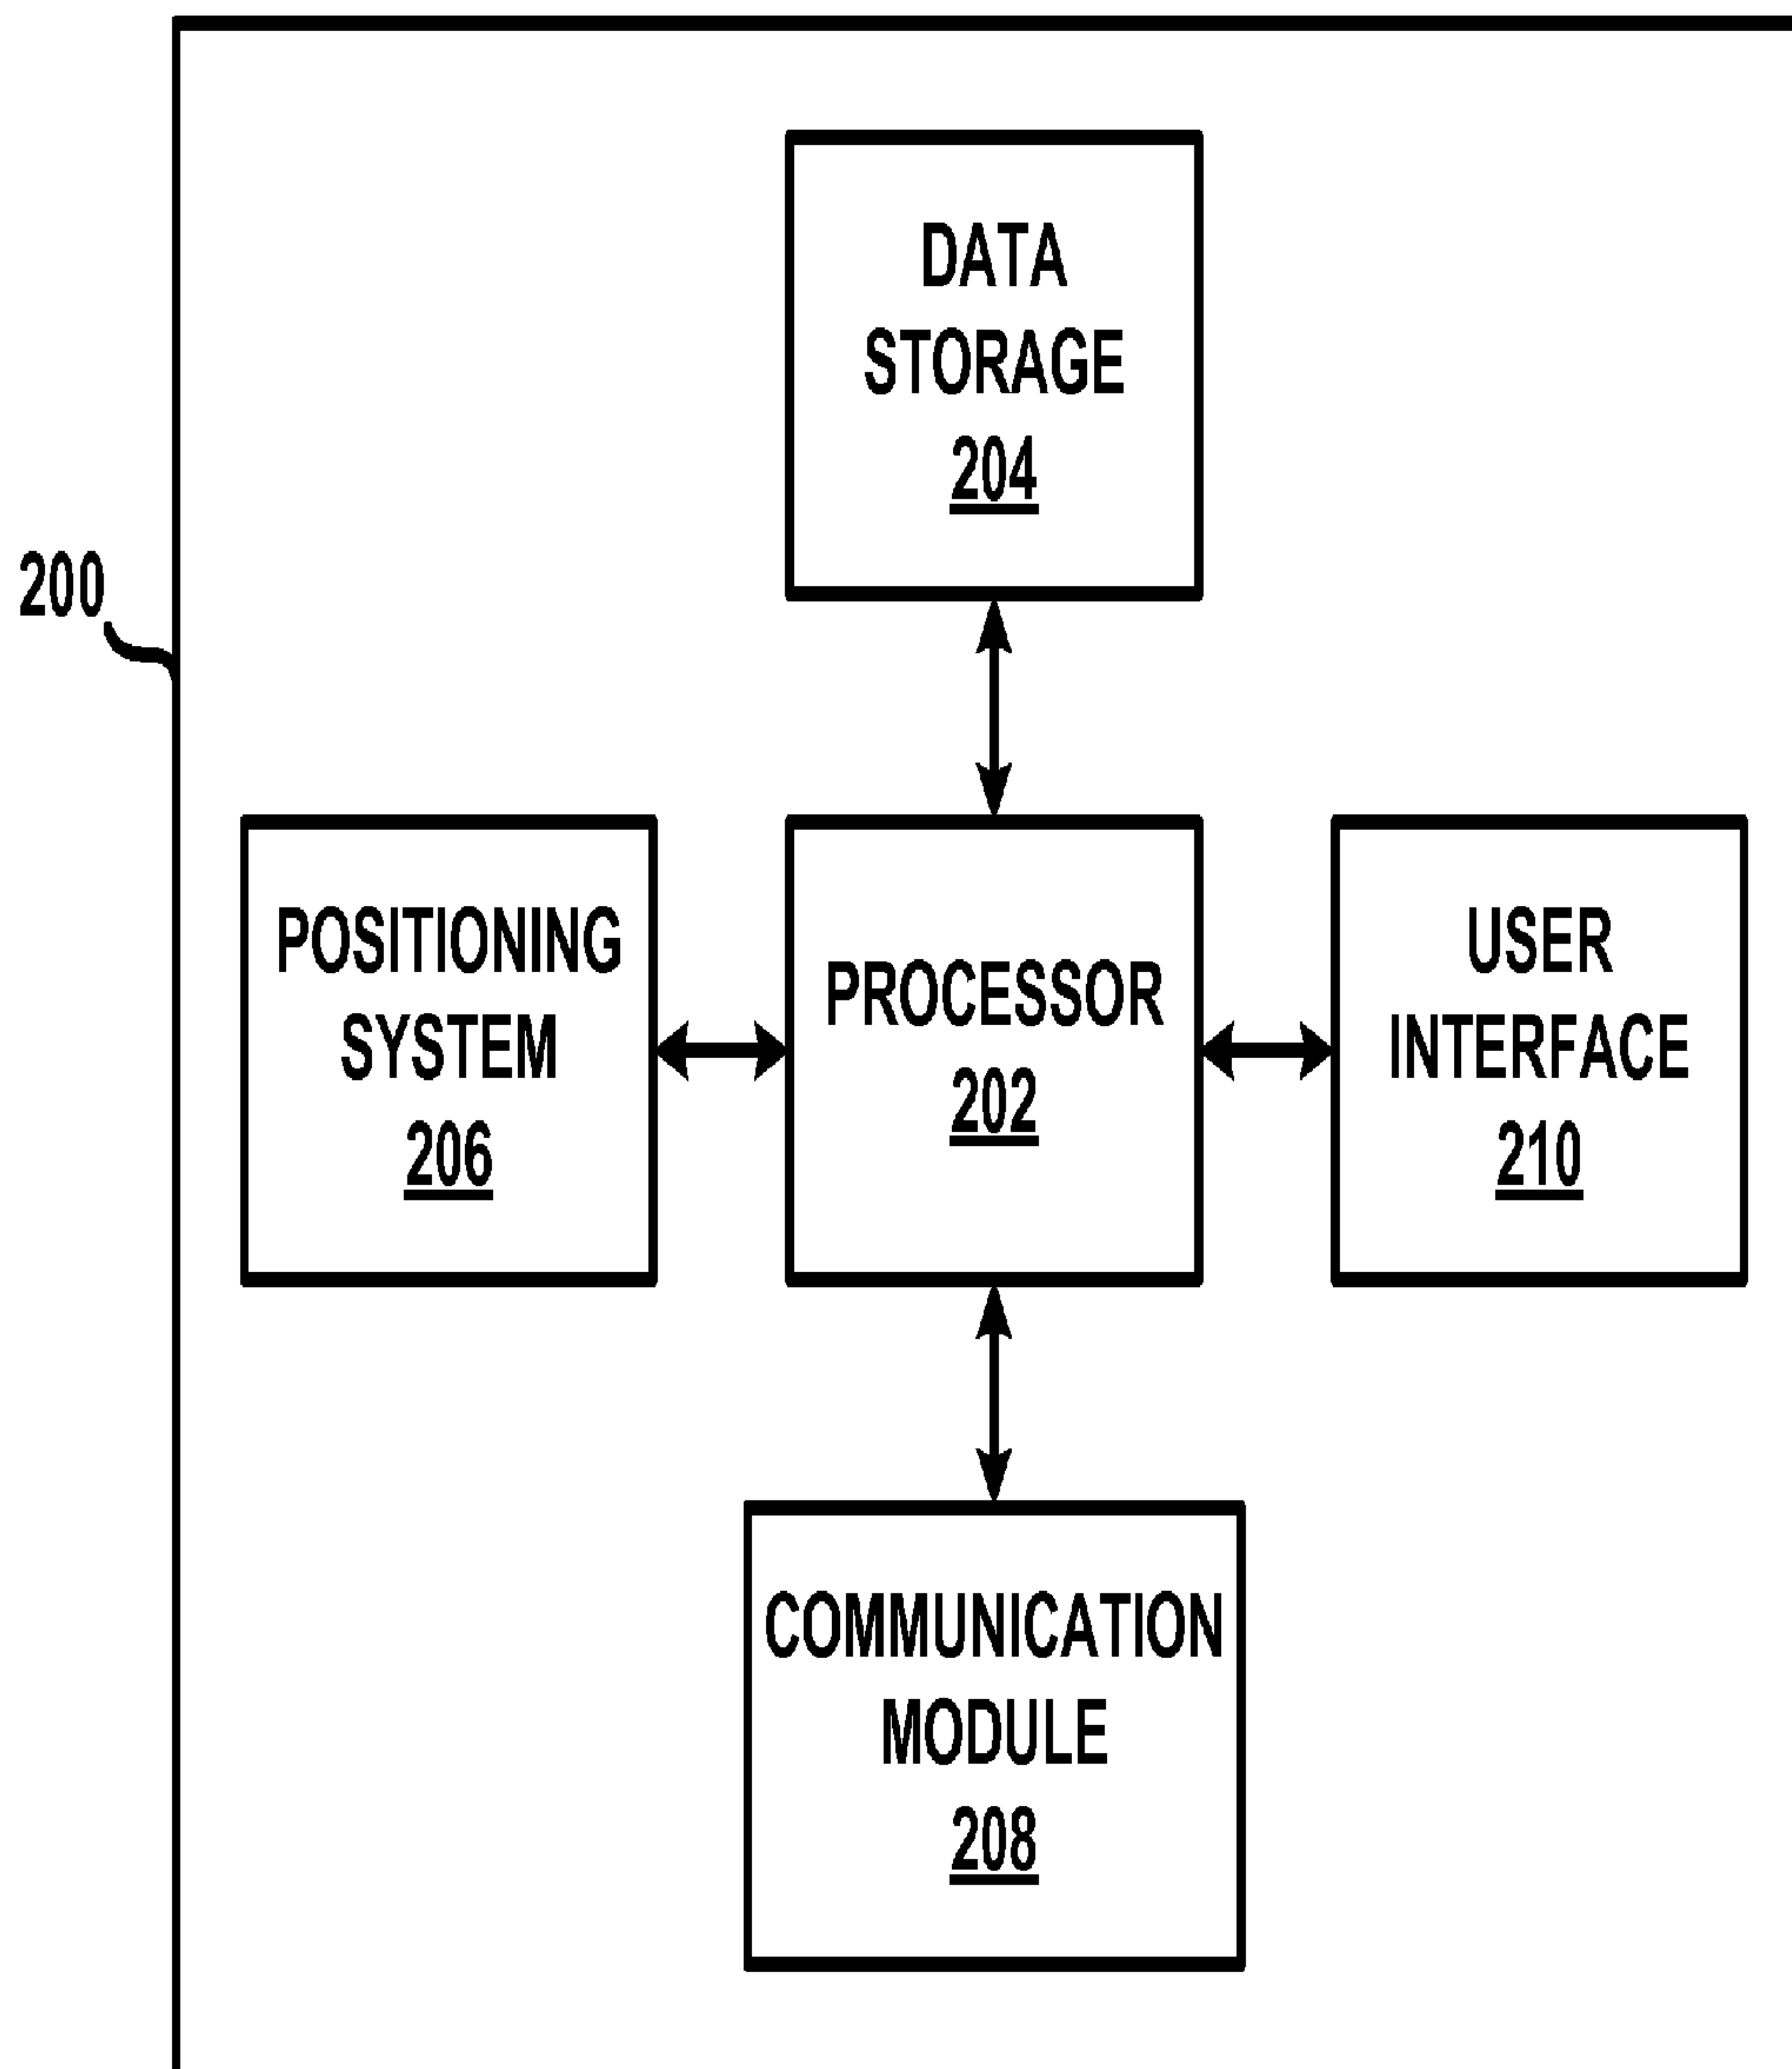 DATA
STORAGE
204
200
POSITIONING
SYSTEM
206
PROCESSOR
202
USER
INTERFACE
210
COMMUNICATION
MODULE
208